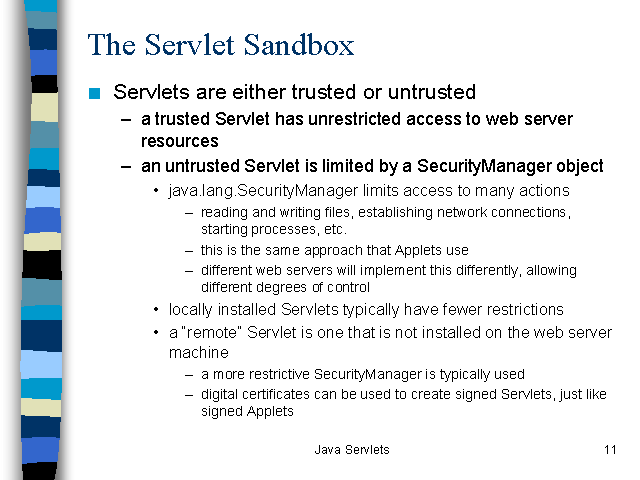 The Servlet Sandbox
■ Servlets are either trusted or untrusted
– a trusted Servlet has unrestricted access to web server
resources
– an untrusted Servlet is limited by a SecurityManager object
• java.lang.SecurityManager limits access to many actions
– reading and writing files, establishing network connections,
starting processes, etc.
– this is the same approach that Applets use
– different web servers will implement this differently, allowing
different degrees of control
• locally installed Servlets typically have fewer restrictions
• a “remote” Servlet is one that is not installed on the web server
machine
– a more restrictive SecurityManager is typically used
– digital certificates can be used to create signed Servlets, just like
signed Applets
Java Servlets
11